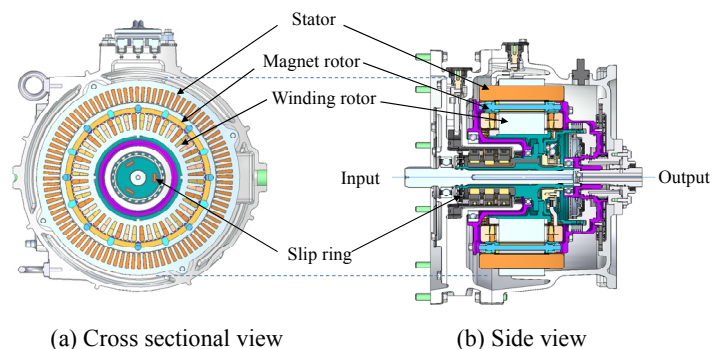 Stator
Magnet rotor
Winding rotor
Input
Output
Slip ring
(a) Cross sectional view
(b) Side view